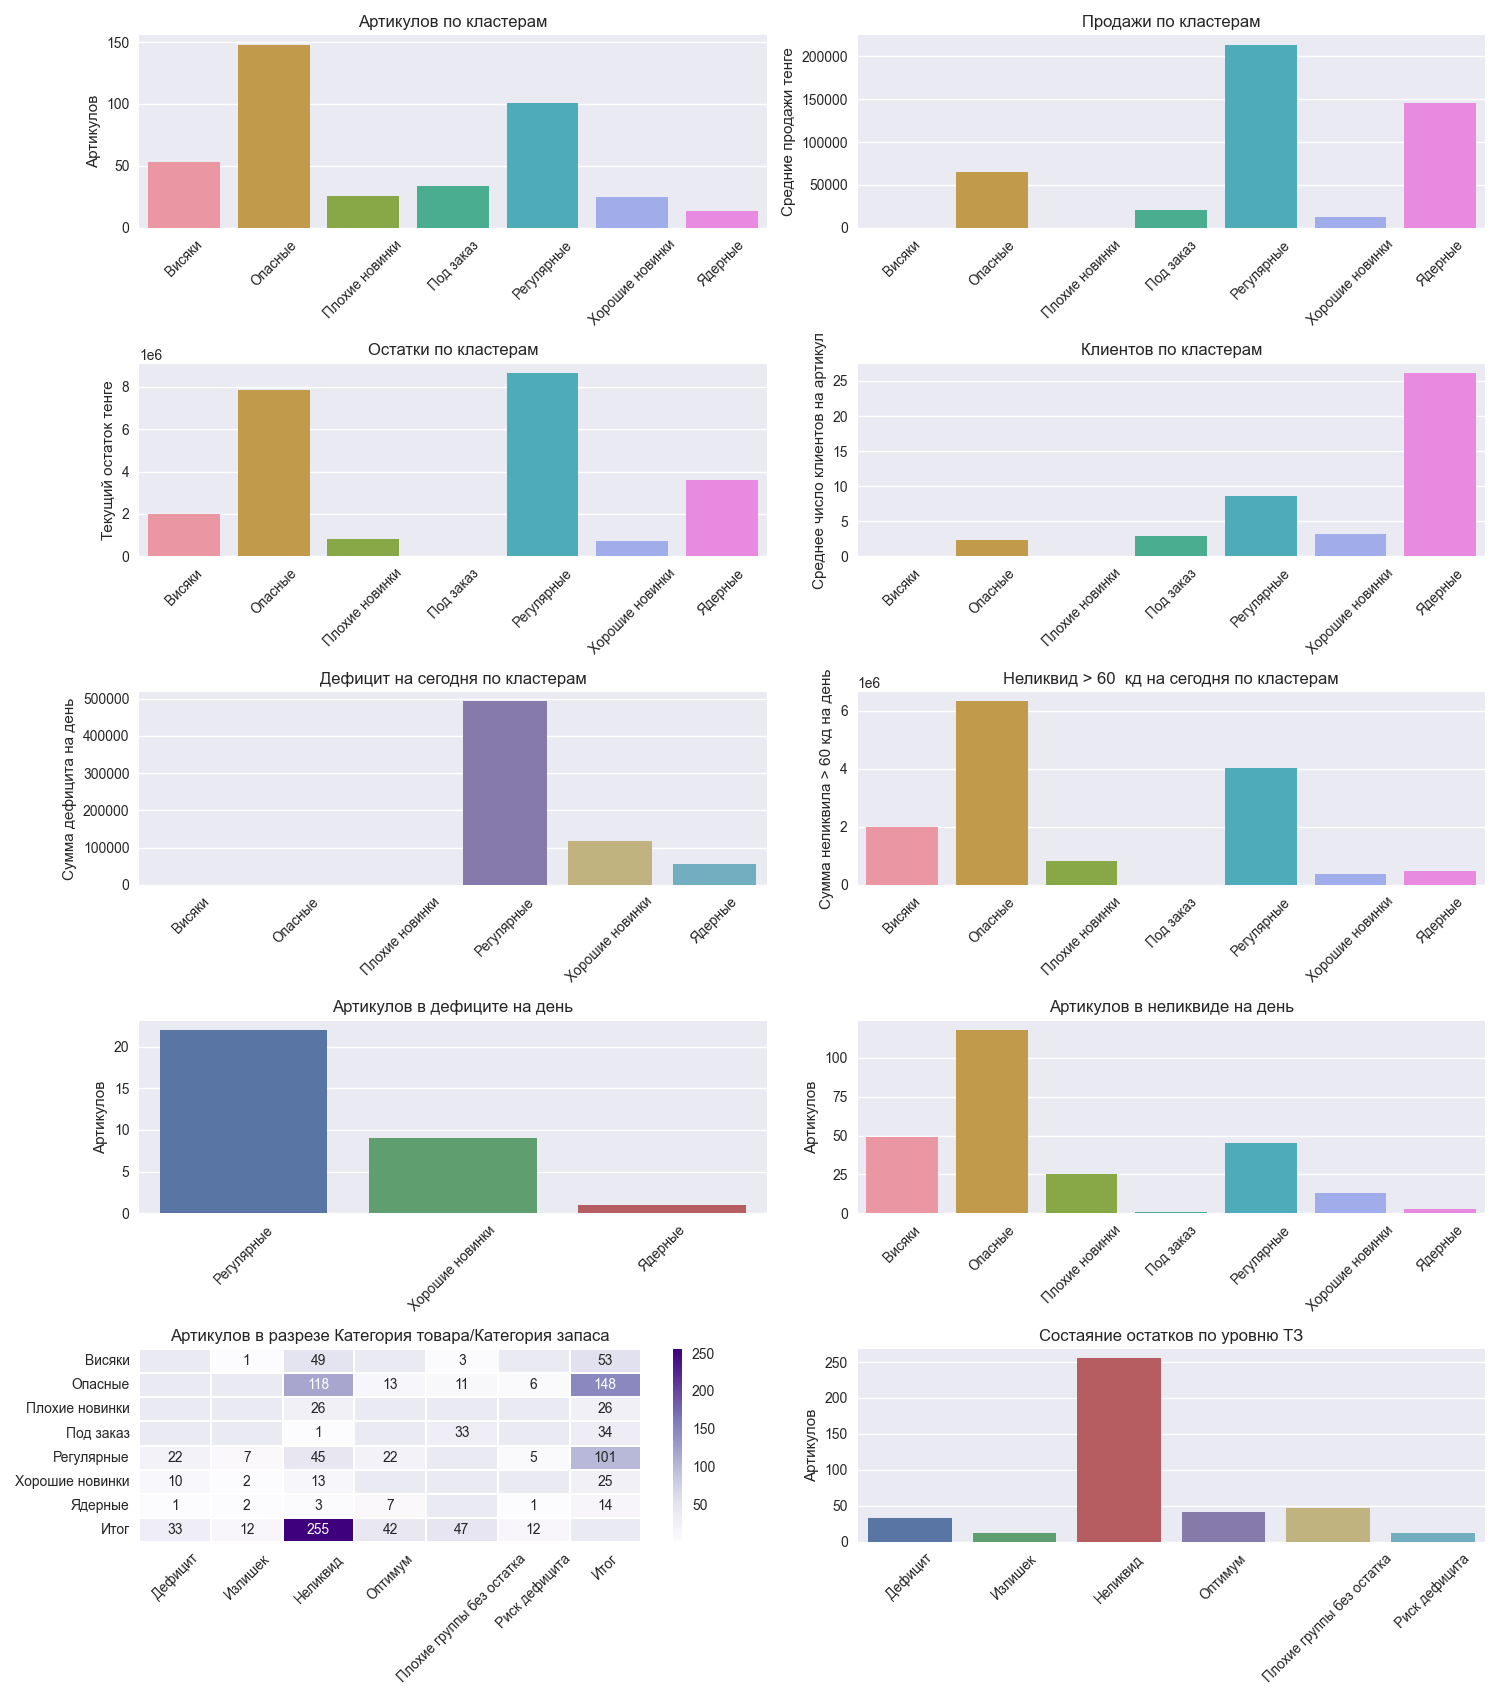 Артикулов по кластерам
Артикулов
150
100
50
0
Висяки
Опасные
Плохие новинки
Под заказ
Регулярные
Хорошие новинки
Ядерные
Продажи по кластерам
Средние продажи тенге
200000
150000
100000
50000
0
Висяки
Опасные
Плохие новинки
Под заказ
Регулярные
Хорошие новинки
Ядерные
Остатки по кластерам
1e6
Текущий остаток тенге
8
6
4
2
0
Висяки
Опасные
Плохие новинки
Под заказ
Регулярные
Хорошие новинки
Ядерные
Клиентов по кластерам
Среднее число клиентов на артикул
25
20
15
10
5
0
Висяки
Опасные
Плохие новинки
Под заказ
Регулярные
Хорошие новинки
Ядерные
Дефицит на сегодня по кластерам
Сумма дефицита на день
500000
400000
300000
200000
100000
0
Висяки
Опасные
Плохие новинки
Регулярные
Хорошие новинки
Ядерные
Неликвид > 60 кд на сегодня по кластерам
1e6
Сумма неликвила > 60 кд на день
6
4
2
0
Висяки
Опасные
Плохие новинки
Под заказ
Регулярные
Хорошие новинки
Ядерные
Артикулов в дефиците на день
Артикулов
20
15
10
5
0
Регулярные
Хорошие новинки
Ядерные
Артикулов в неликвиде на день
Артикулов
100
75
50
25
0
Висяки
Опасные
Плохие новинки
Под заказ
Регулярные
Хорошие новинки
Ядерные
Артикулов в разрезе Категория товара/Категория запаса
Висяки 1 49 3 53
Опасные 118 13 11 6 148
Плохие новинки 26 26
Под заказ 1 33 34
Регулярные 22 7 45 22 5 101
Хорошие новинки 10 2 13 25
Ядерные 1 2 3 7 1 14
Итог 33 12 255 42 47 12
Дефицит
Излишек
Неликвид
Оптимум
Плохие группы без остатка
Риск дефицита
Итог
250
200
150
100
50
Состаяние остатков по уровню ТЗ
Артикулов
250
200
150
100
50
0
Дефицит
Излишек
Неликвид
Оптимум
Плохие группы без остатка
Риск дефицита